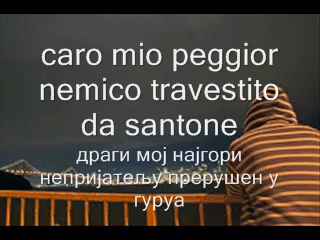 caro mio peggior
nemico travestito
da santone
драги мој најгори
непријатељу прерушен у
гуруа